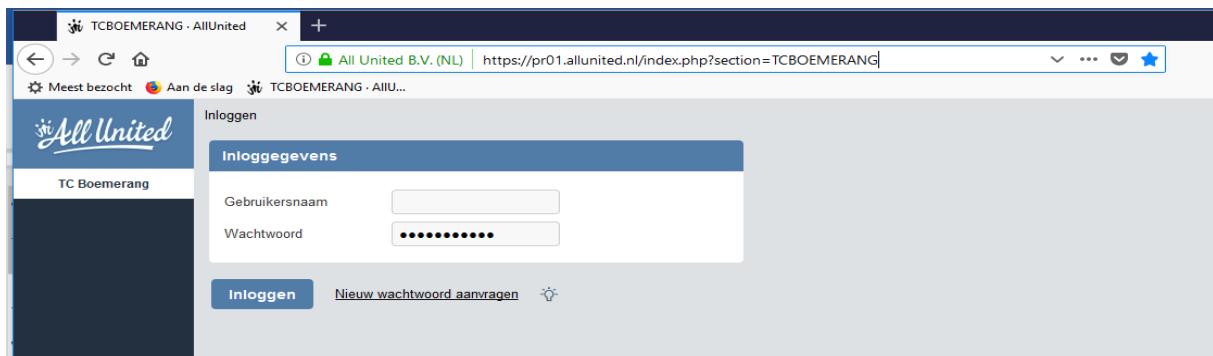 TCBOEMERANG · AllUnited
All United B.V. (NL) https://pr01.allunited.nl/index.php?section=TCBOEMERANG
Meest bezocht Aan de slag TCBOEMERANG · AllU...
All United
Inloggen
Inloggegevens
TC Boemerang
Gebruikersnaam
Wachtwoord ●●●●●●●●●●●
Inloggen Nieuw wachtwoord aanvragen